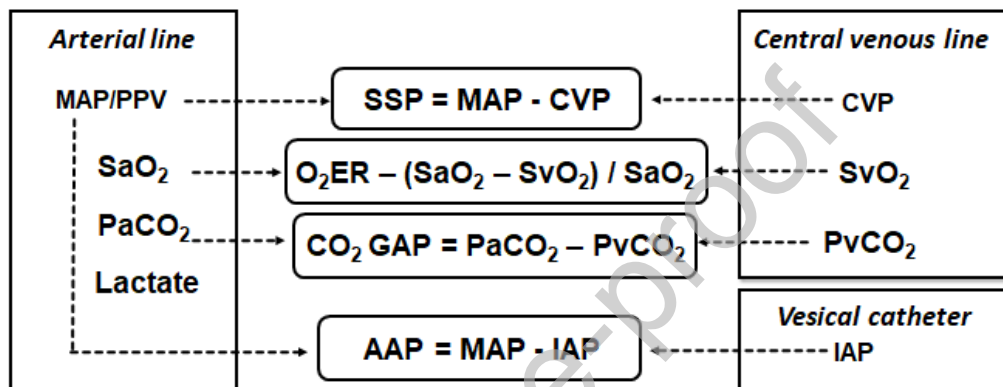 Arterial line
MAP/PPV
SaO₂
PaCO₂
Lactate
SSP = MAP - CVP
O₂ER – (SaO₂ – SvO₂) / SaO₂
CO₂ GAP = PaCO₂ – PvCO₂
AAP = MAP - IAP
Central venous line
CVP
SvO₂
PvCO₂
Vesical catheter
IAP
e-proof